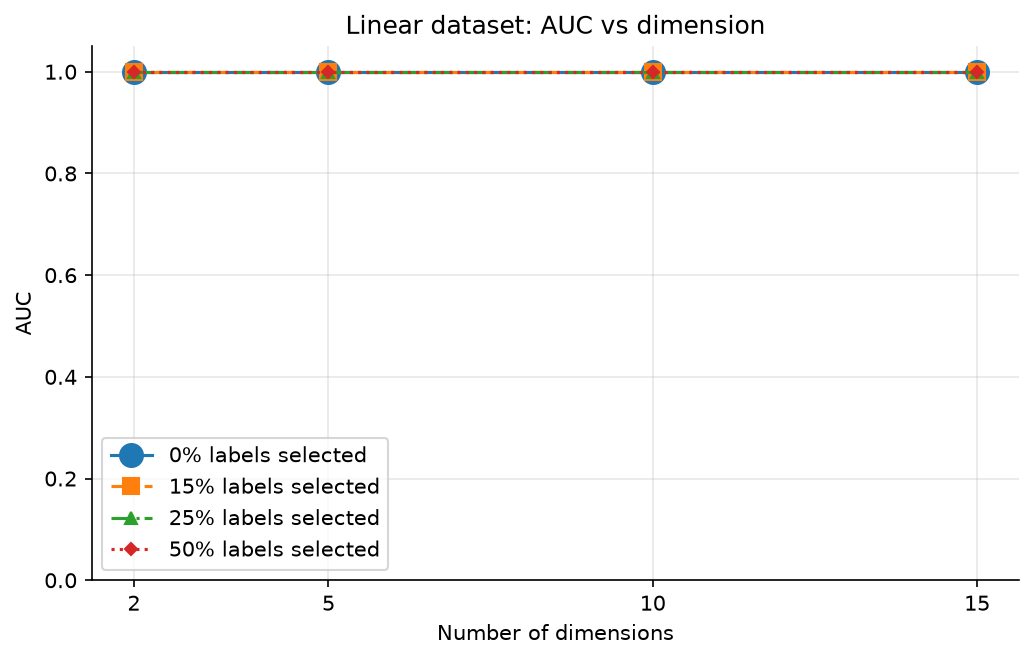 Linear dataset: AUC vs dimension
1.0
0.8
0.6
0.4
0.2
0.0
AUC
0% labels selected
15% labels selected
25% labels selected
50% labels selected
2 5 10 15
Number of dimensions